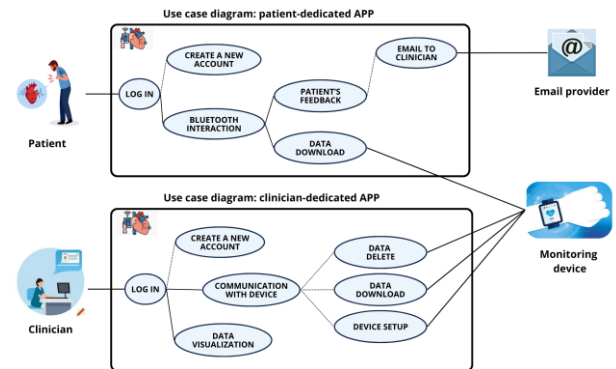 Use case diagram: patient-dedicated APP
CREATE A NEW
ACCOUNT
EMAIL TO
CLINICIAN
@
LOG IN
PATIENT'S
FEEDBACK
Email provider
BLUETOOTH
INTERACTION
Patient
DATA
DOWNLOAD
Use case diagram: clinician-dedicated APP
CREATE A NEW
ACCOUNT
DATA
DELETE
Monitoring
device
LOG IN
COMMUNICATION
WITH DEVICE
DATA
DOWNLOAD
Clinician
DATA
VISUALIZATION
DEVICE SETUP